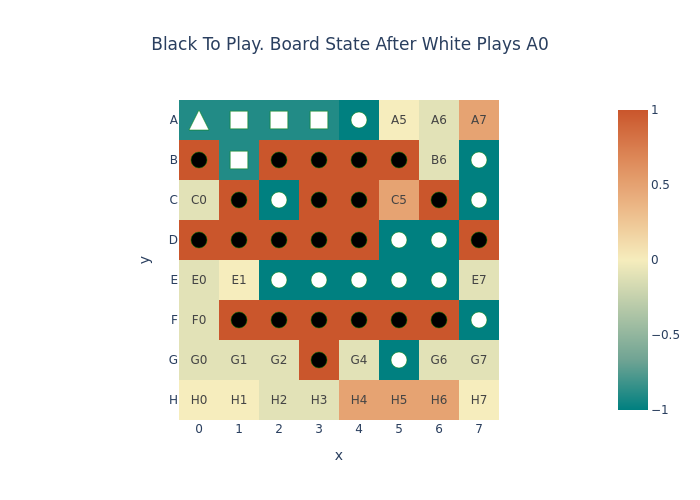 Black To Play. Board State After White Plays A0
A A5 A6 A7 1
B B6
C C0 C5 0.5
D
y E E0 E1 E7 0
F F0
G G0 G1 G2 G4 G6 G7 −0.5
H H0 H1 H2 H3 H4 H5 H6 H7 −1
0 1 2 3 4 5 6 7
x